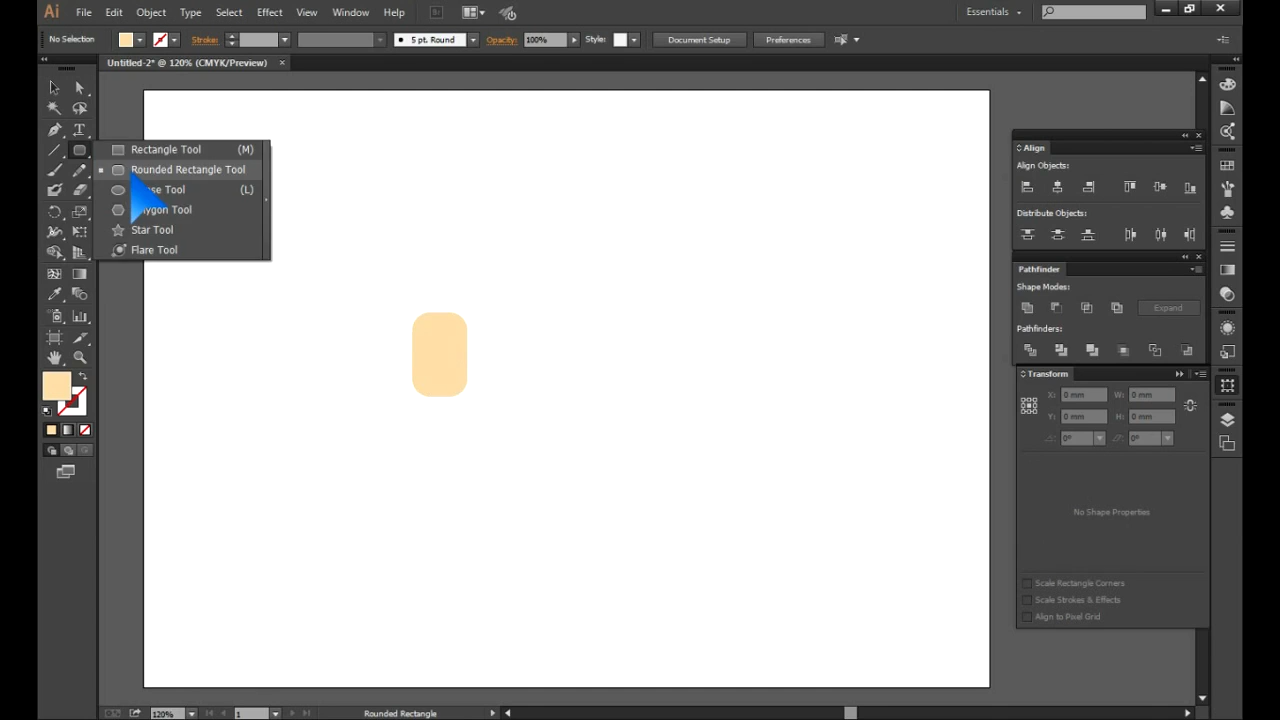 Ai File Edit Object Type Select Effect View Window Help Br Essentials
No Selection Stroke: 5 pt. Round Opacity: 100% Style: Document Setup Preferences
Untitled-2* @ 120% (CMYK/Preview) ×
Rectangle Tool (M)
Rounded Rectangle Tool
se Tool (L)
ygon Tool
Star Tool
Flare Tool
Align
Align Objects:
Distribute Objects:
Pathfinder
Shape Modes:
Expand
Pathfinders:
Transform
X: 0 mm W: 0 mm
Y: 0 mm H: 0 mm
0° 0°
No Shape Properties
Scale Rectangle Corners
Scale Strokes & Effects
Align to Pixel Grid
120% 1 Rounded Rectangle